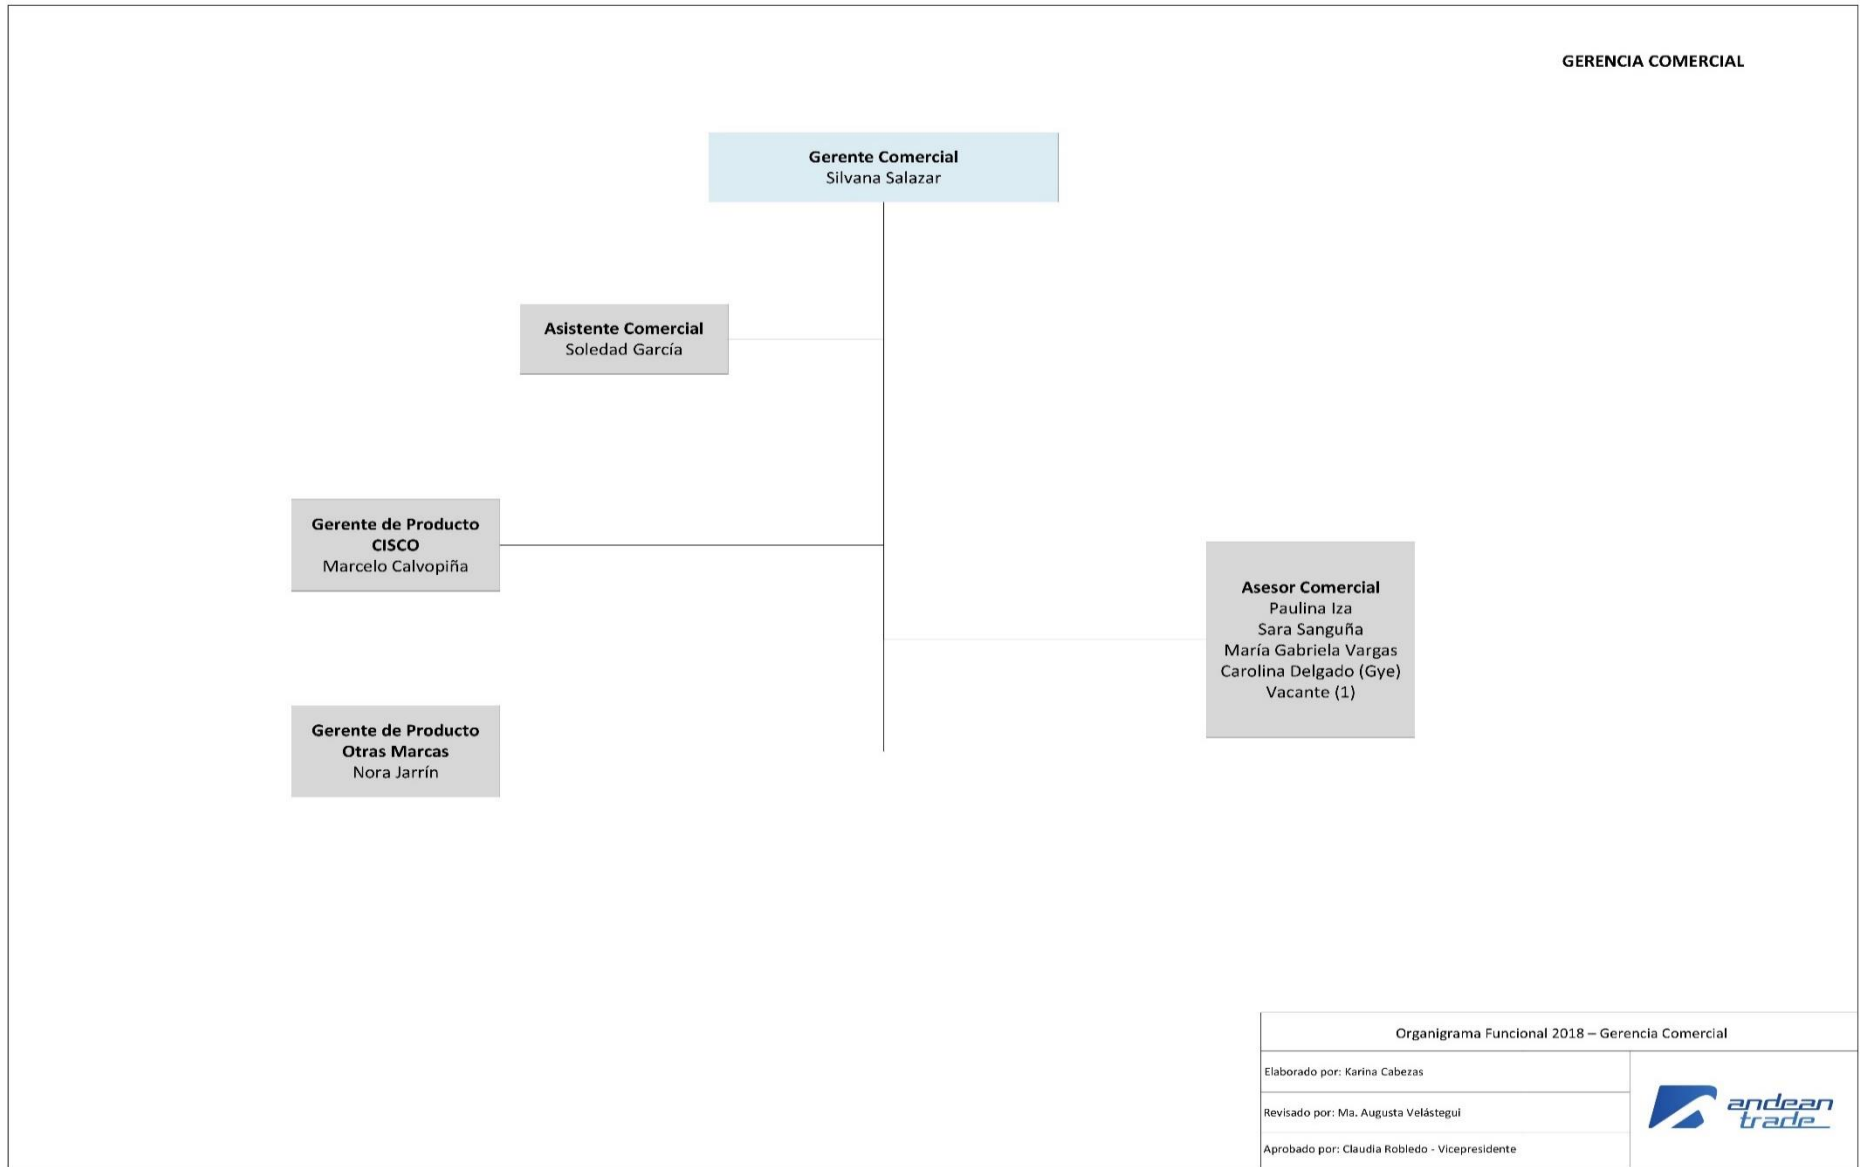 GERENCIA COMERCIAL
Gerente Comercial
Silvana Salazar
Asistente Comercial
Soledad García
Gerente de Producto
CISCO
Marcelo Calvopiña
Asesor Comercial
Paulina Iza
Sara Sanguña
María Gabriela Vargas
Carolina Delgado (Gye)
Vacante (1)
Gerente de Producto
Otras Marcas
Nora Jarrín
Organigrama Funcional 2018 – Gerencia Comercial
Elaborado por: Karina Cabezas
Revisado por: Ma. Augusta Velástegui
Aprobado por: Claudia Robledo - Vicepresidente
andean
trade